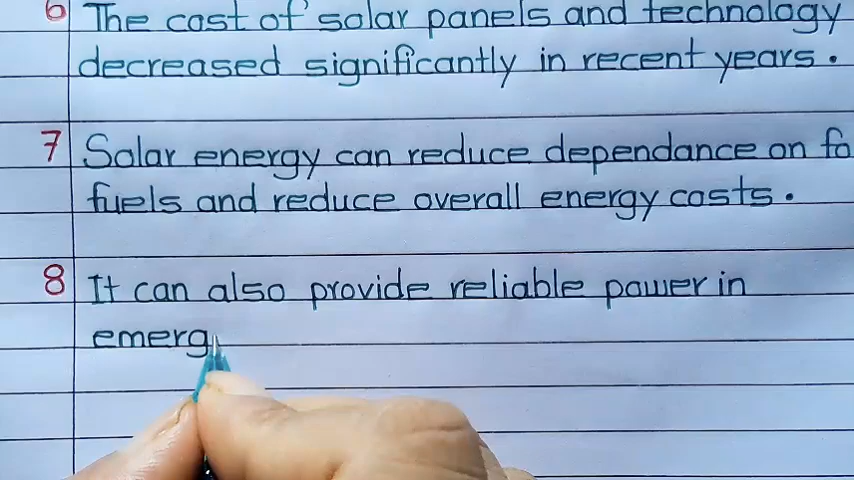 6 The cost of solar panels and technology
decreased significantly in recent years.
7 Solar energy can reduce dependance on fo
fuels and reduce overall energy costs.
8 It can also provide reliable power in
emerg